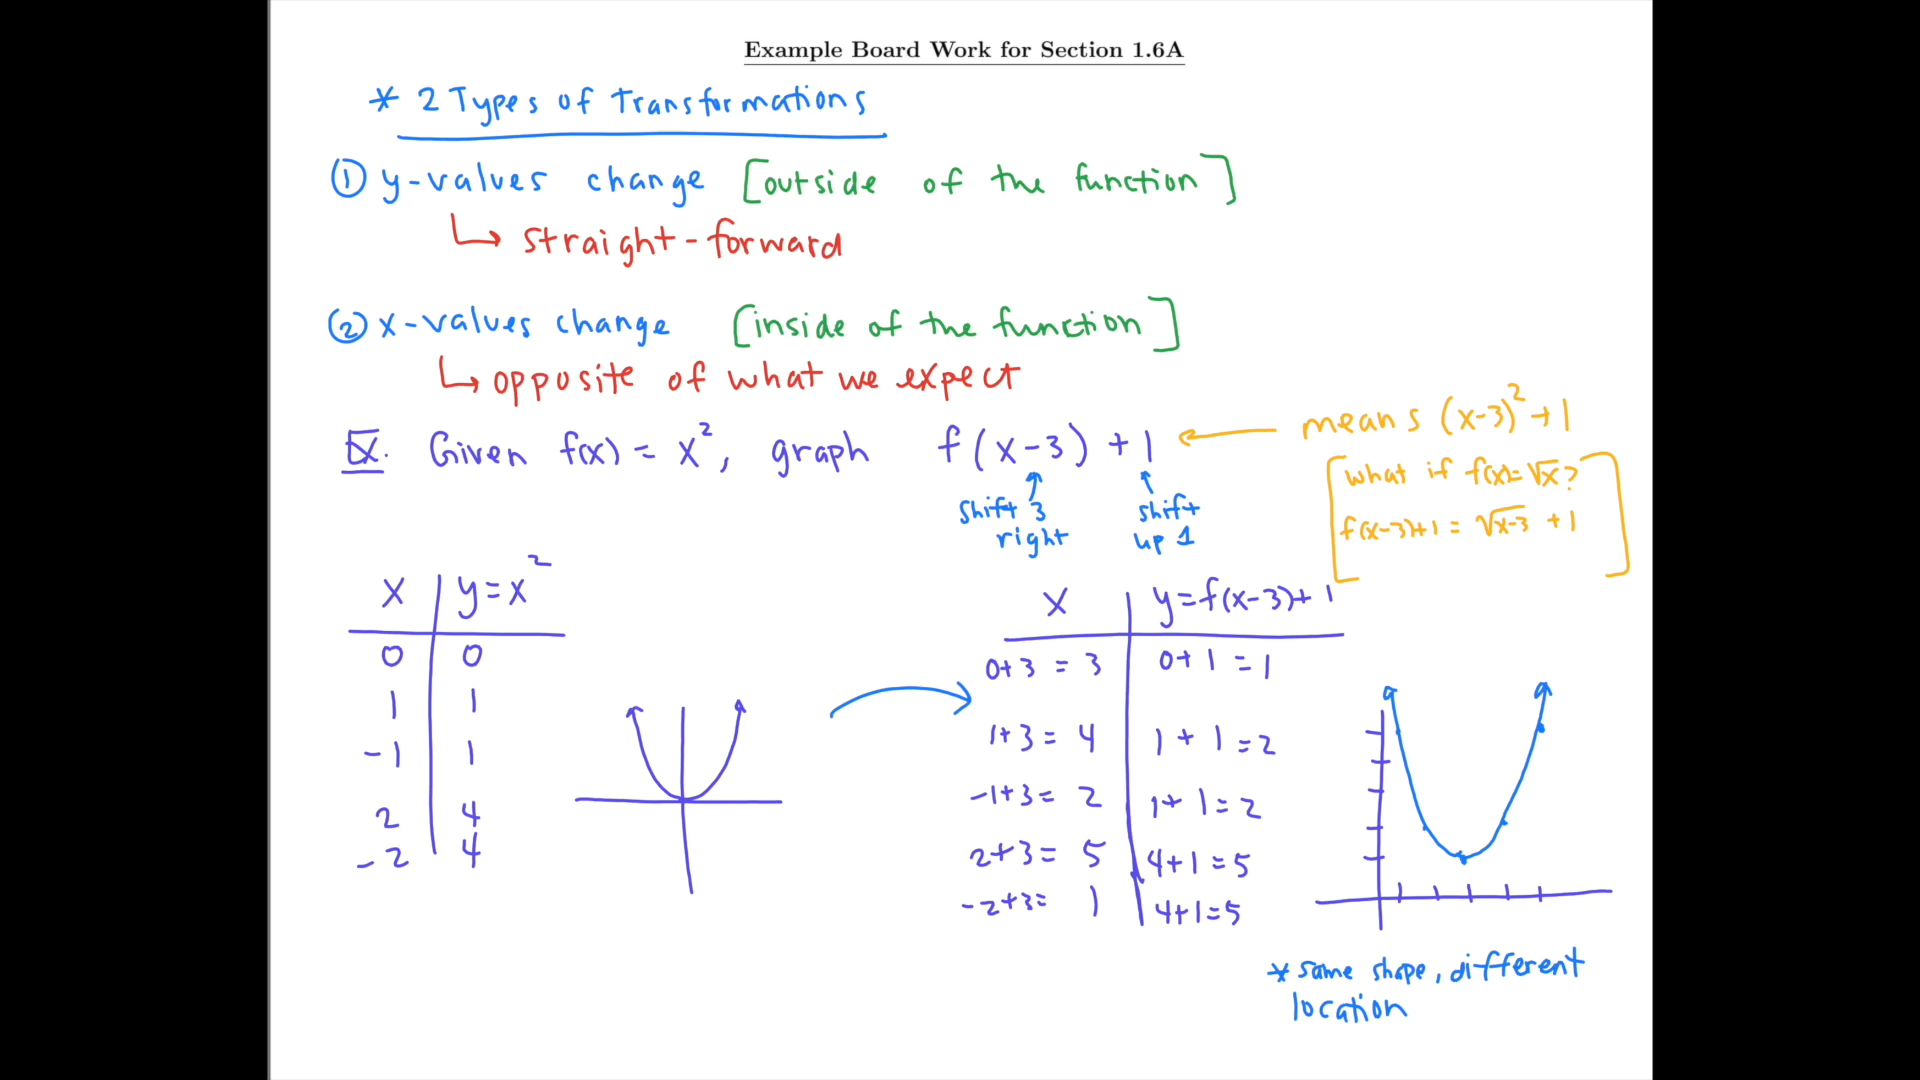 Example Board Work for Section 1.6A
* 2 Types of Transformations
① y-values change [outside of the function]
↳ straight-forward
② x-values change [inside of the function]
↳ opposite of what we expect
Ex. Given f(x) = x², graph f(x-3)+1 ← means (x-3)²+1
[what if f(x)=√x?
f(x-3)+1 = √x-3 +1]
↑ shift 3 right
↑ shift up 1
x | y=x²
0 | 0
1 | 1
-1 | 1
2 | 4
-2 | 4
x | y=f(x-3)+1
0+3 = 3 | 0+1 = 1
1+3 = 4 | 1+1 = 2
-1+3 = 2 | 1+1 = 2
2+3 = 5 | 4+1 = 5
-2+3 = 1 | 4+1=5
* same shape, different
location